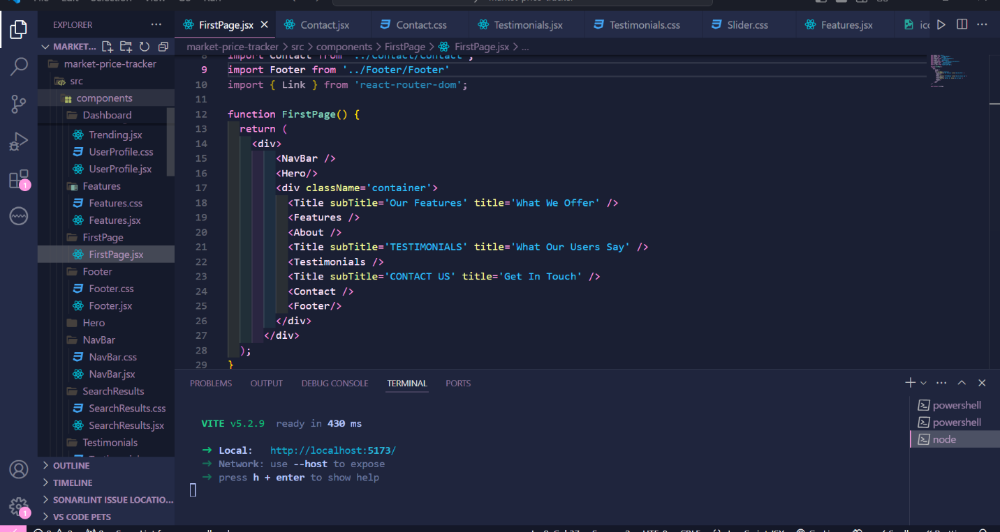 EXPLORER
MARKET...
market-price-tracker
src
components
Dashboard
Trending.jsx
UserProfile.css
UserProfile.jsx
Features
Features.css
Features.jsx
FirstPage
FirstPage.jsx
Footer
Footer.css
Footer.jsx
Hero
NavBar
NavBar.css
NavBar.jsx
SearchResults
SearchResults.css
SearchResults.jsx
Testimonials
OUTLINE
TIMELINE
SONARLINT ISSUE LOCATIO...
VS CODE PETS
1
1
FirstPage.jsx
Contact.jsx
Contact.css
Testimonials.jsx
Testimonials.css
Slider.css
Features.jsx
market-price-tracker > src > components > FirstPage > FirstPage.jsx > ...
8 import Contact from '../Contact/Contact';
9 import Footer from '../Footer/Footer'
10 import { Link } from 'react-router-dom';
11
12 function FirstPage() {
13 return (
14 <div>
15 <NavBar />
16 <Hero/>
17 <div className='container'>
18 <Title subTitle='Our Features' title='What We Offer' />
19 <Features />
20 <About />
21 <Title subTitle='TESTIMONIALS' title='What Our Users Say' />
22 <Testimonials />
23 <Title subTitle='CONTACT US' title='Get In Touch' />
24 <Contact />
25 <Footer/>
26 </div>
27 </div>
28 );
29 }
PROBLEMS OUTPUT DEBUG CONSOLE TERMINAL PORTS
VITE v5.2.9 ready in 430 ms
➜ Local: http://localhost:5173/
➜ Network: use --host to expose
➜ press h + enter to show help
powershell
powershell
node